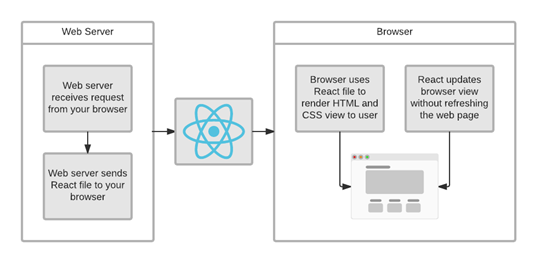 Web Server
Web server
receives request
from your browser
Web server sends
React file to your
browser
Browser
Browser uses
React file to
render HTML and
CSS view to user
React updates
browser view
without refreshing
the web page